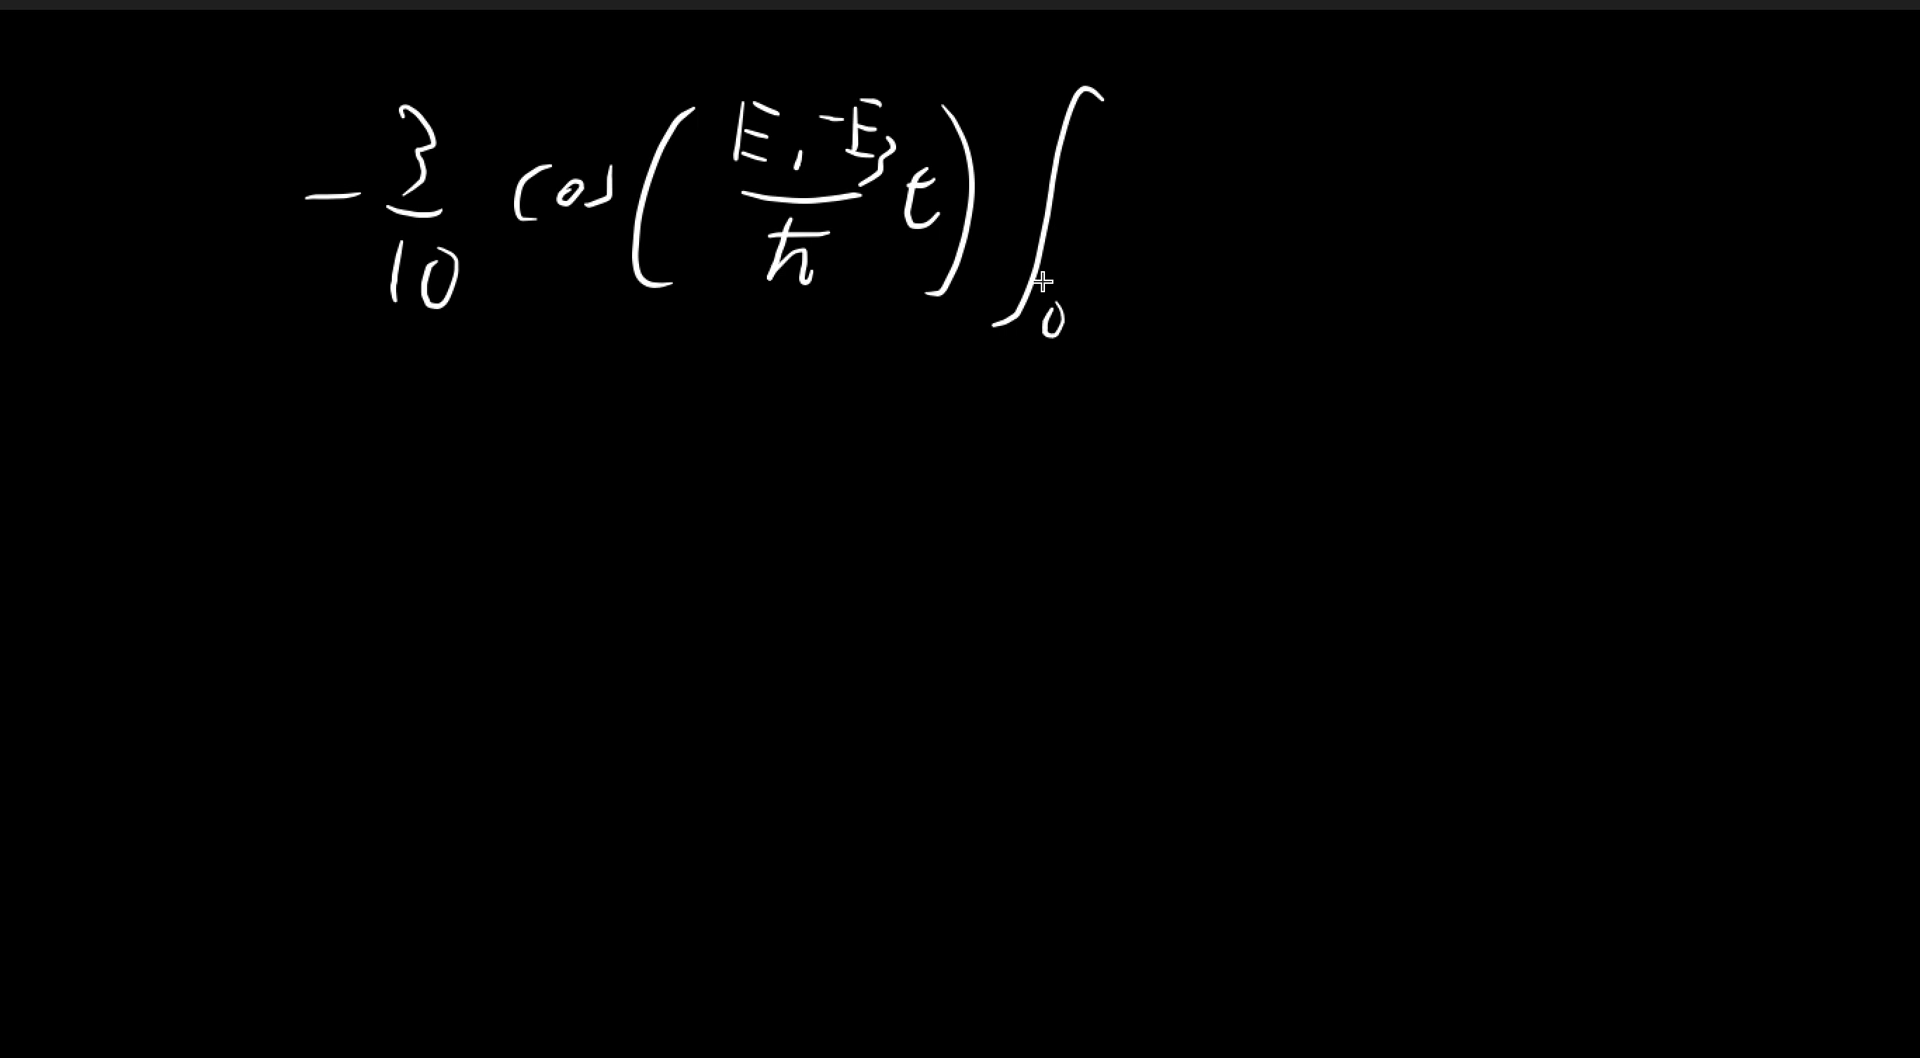 - 3/10 cos( (E₁ - E₃)/ħ t ) ∫₀